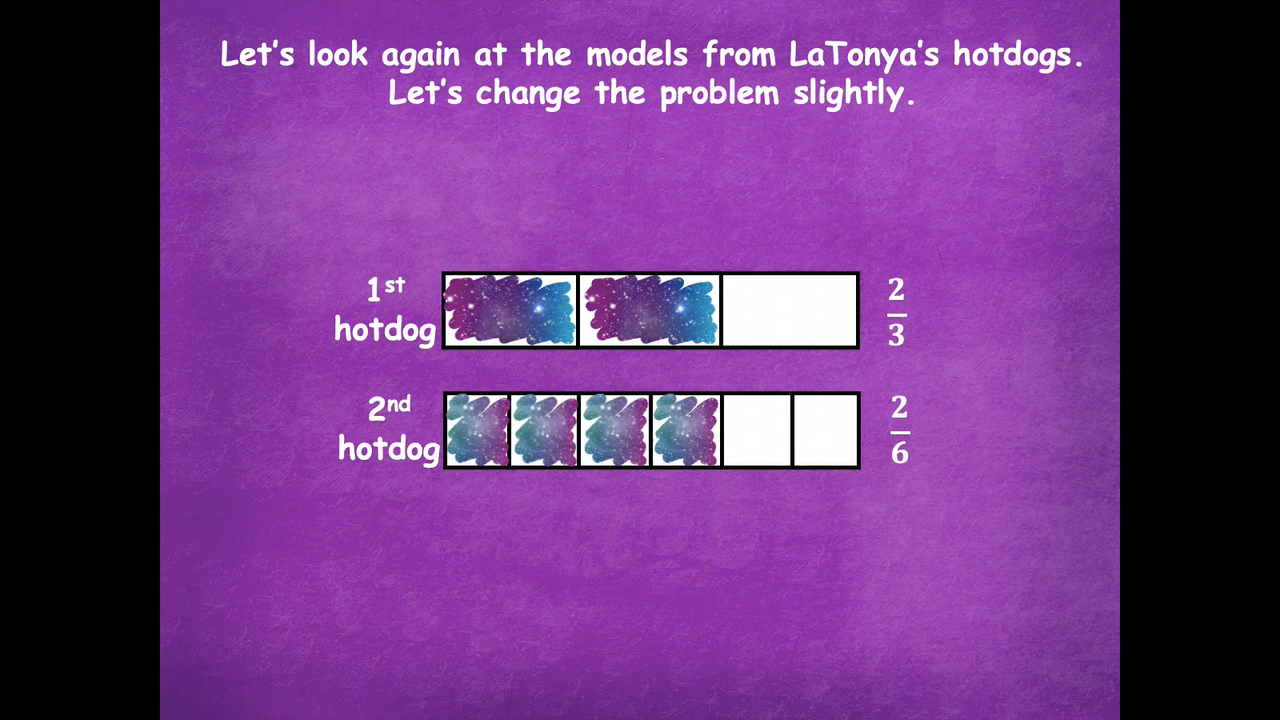 Let's look again at the models from LaTonya's hotdogs.
Let's change the problem slightly.
1st
hotdog
2
3
2nd
hotdog
2
6